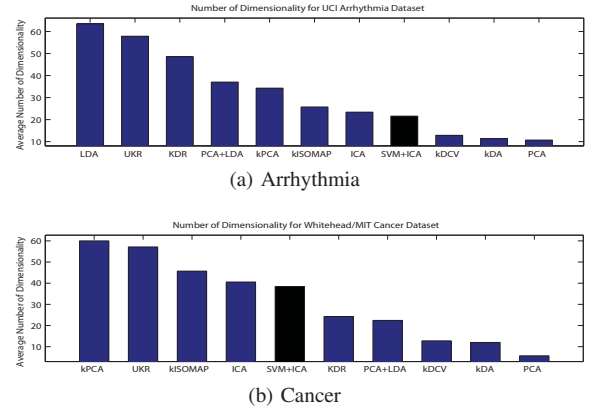 Number of Dimensionality for UCI Arrhythmia Dataset
Average Number of Dimensionality
60
50
40
30
20
10
LDA UKR KDR PCA+LDA kPCA kISOMAP ICA SVM+ICA kDCV kDA PCA
(a) Arrhythmia
Number of Dimensionality for Whitehead/MIT Cancer Dataset
Average Number of Dimensionality
60
50
40
30
20
10
kPCA UKR kISOMAP ICA SVM+ICA KDR PCA+LDA kDCV kDA PCA
(b) Cancer